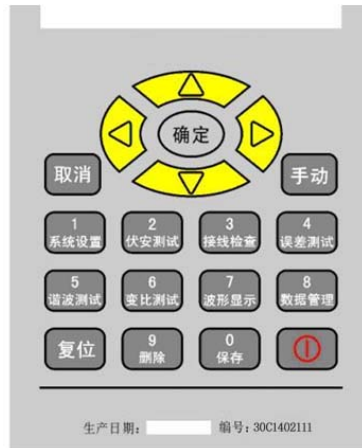 确定
取消
手动
1
系统设置
2
伏安测试
3
接线检查
4
误差测试
5
谐波测试
6
变比测试
7
波形显示
8
数据管理
复位
9
删除
0
保存
生产日期:
编号: 30C1402111